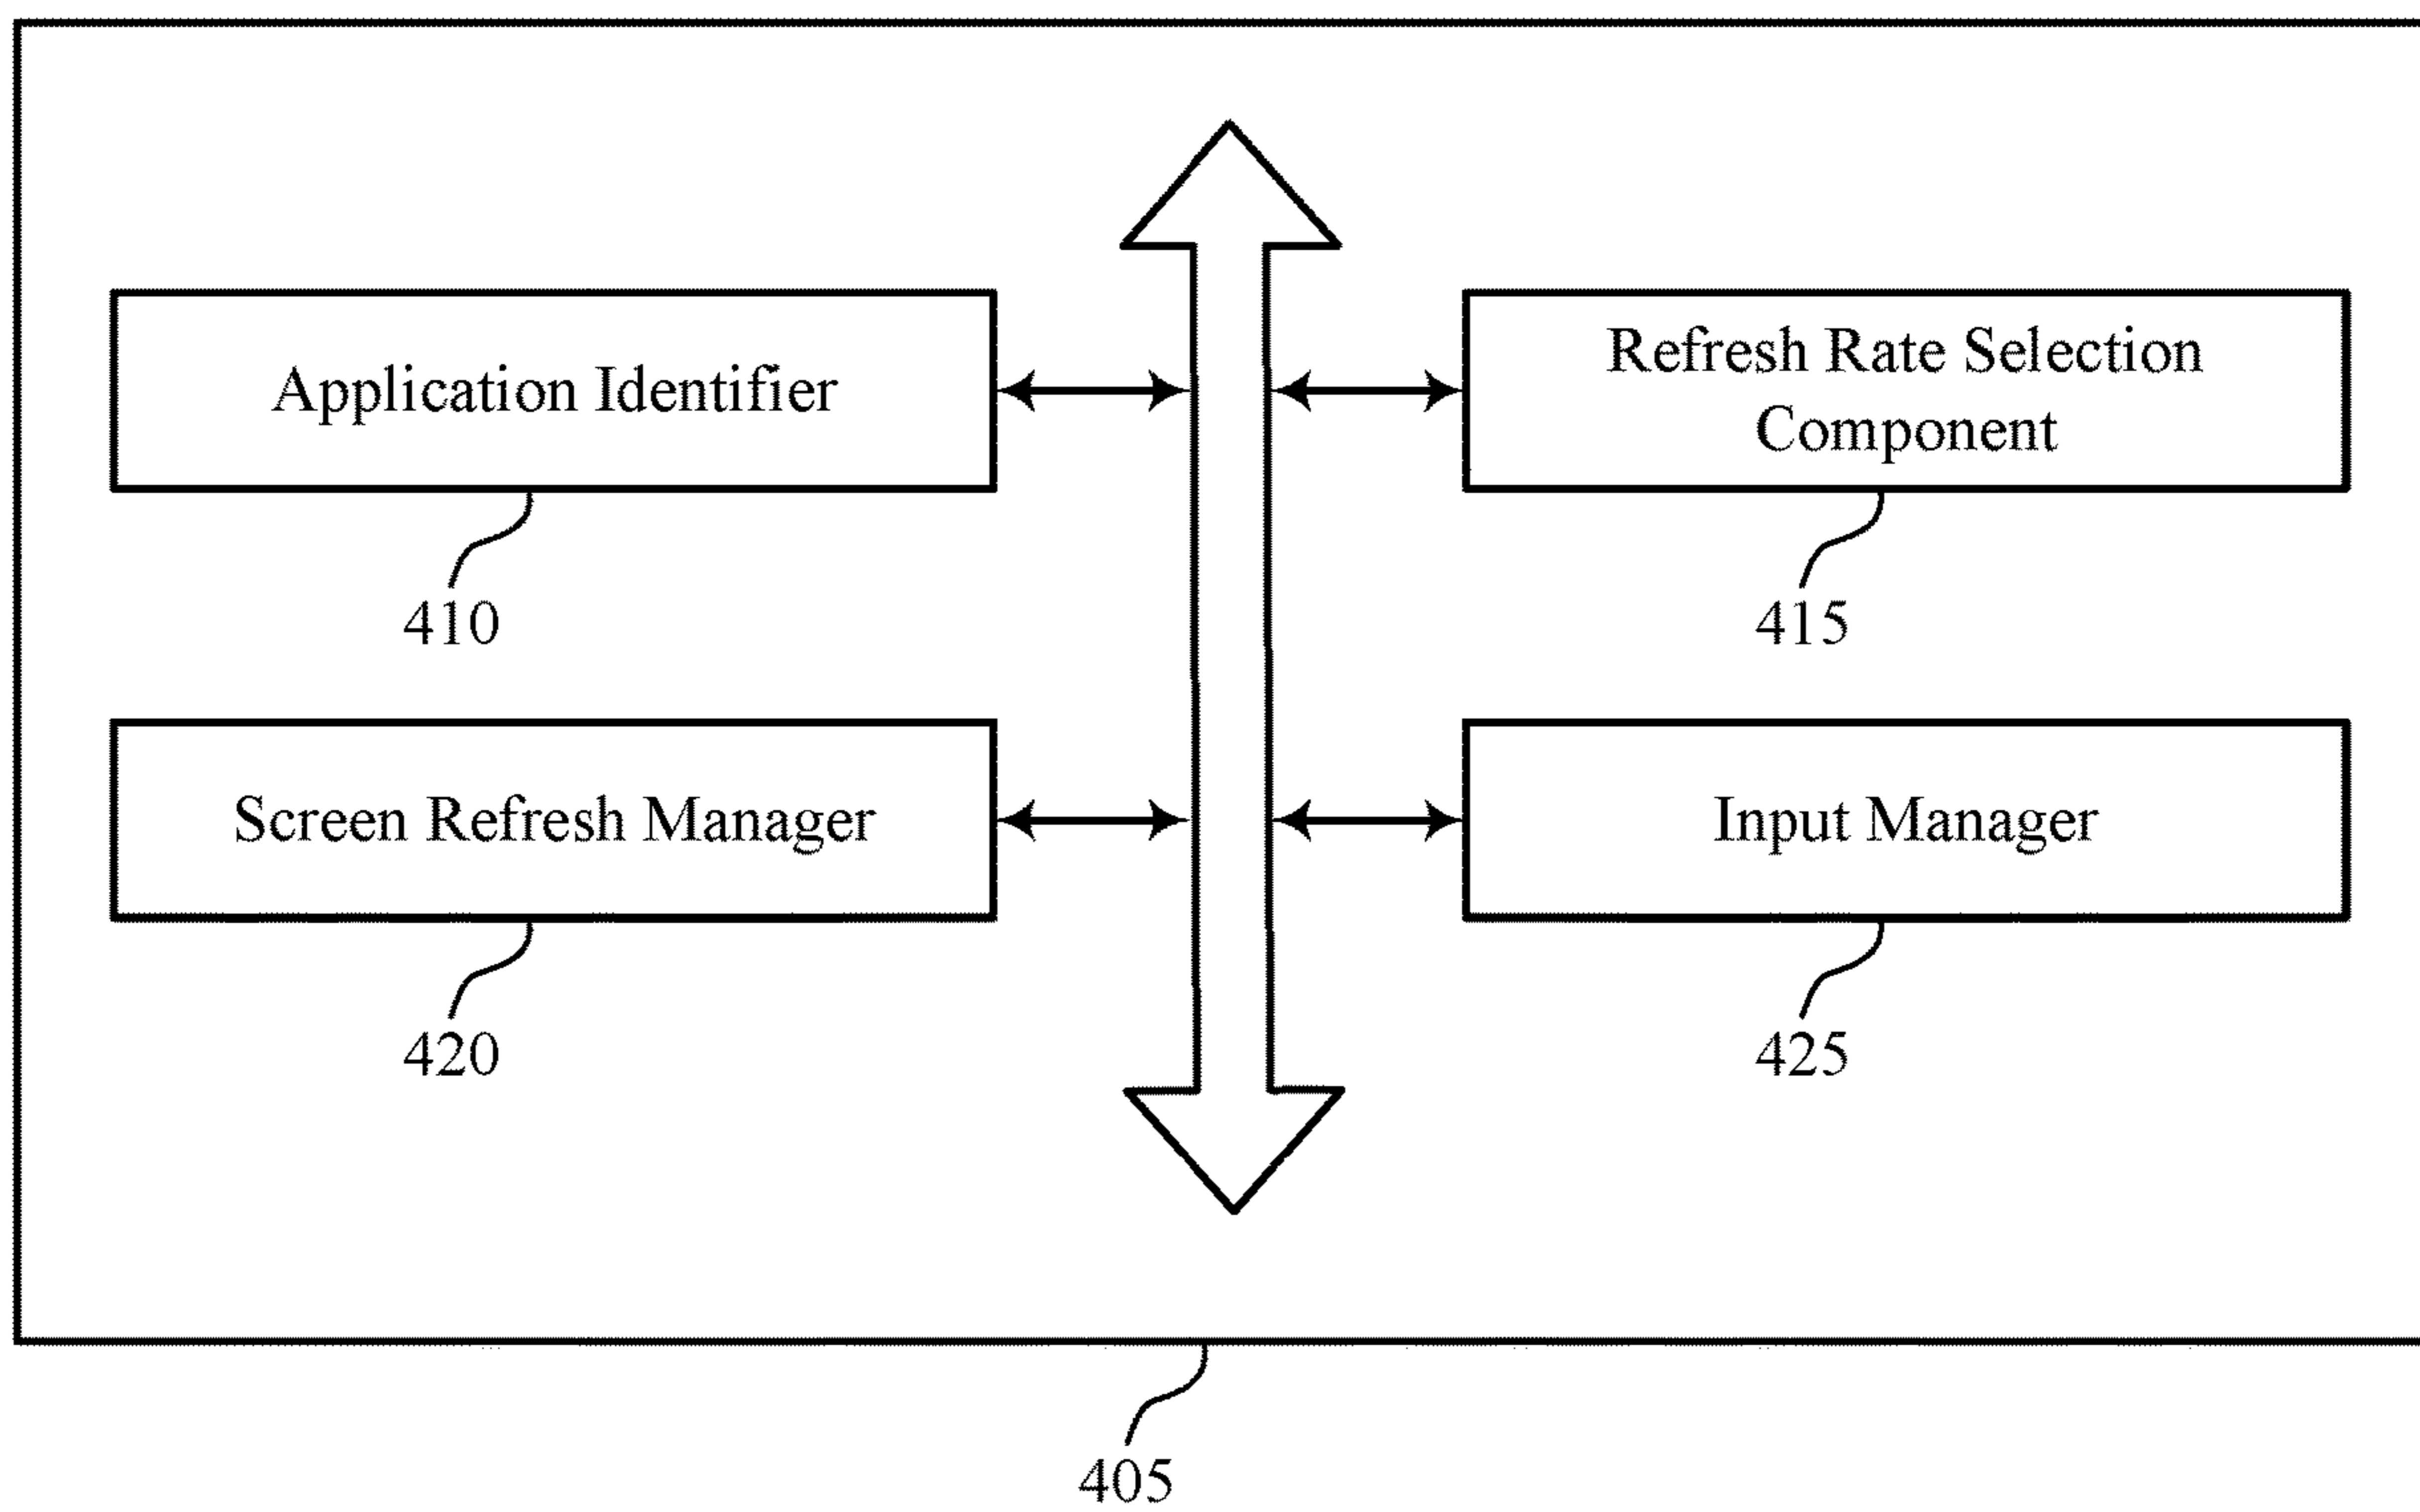 Application Identifier
Refresh Rate Selection
Component
410
415
Screen Refresh Manager
Input Manager
420
425
405